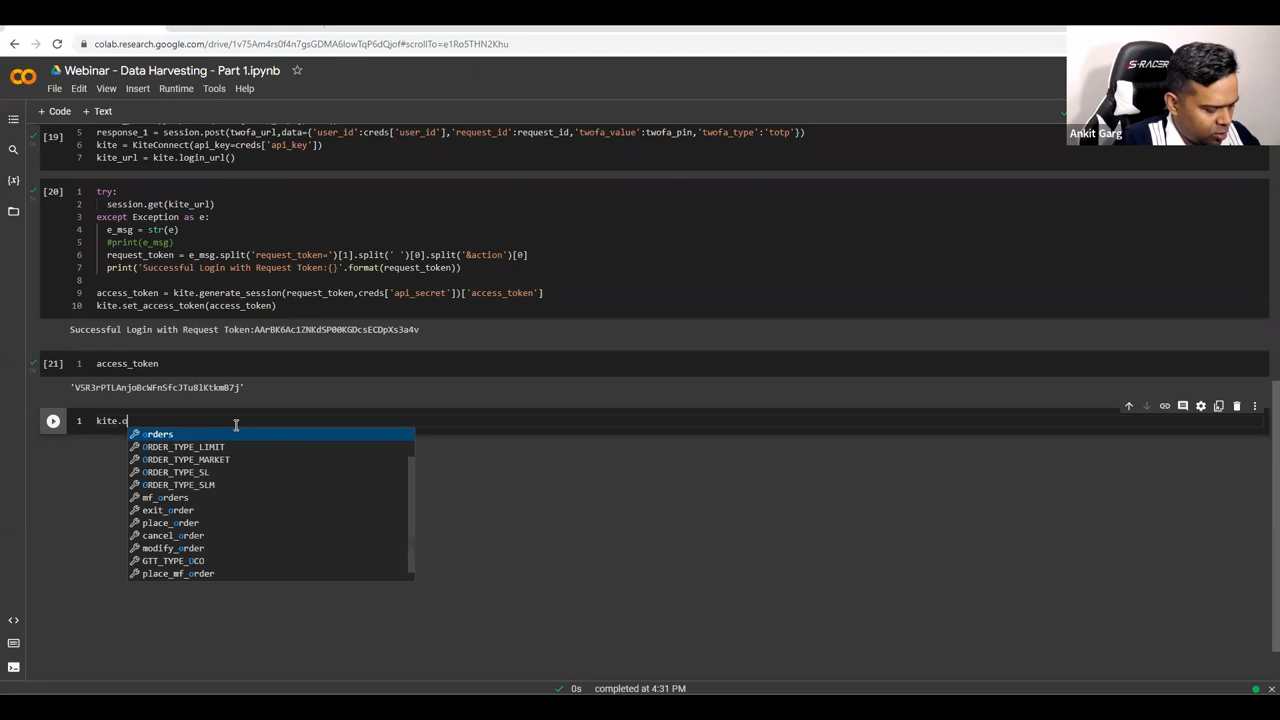 colab.research.google.com/drive/1v75Am4rs0f4n7gsGDMA6lowTqP6dQjof#scrollTo=e1Ro5THN2Khu
Webinar - Data Harvesting - Part 1.ipynb
File Edit View Insert Runtime Tools Help
+ Code + Text
S-RACER
Ankit Garg
[19]
5 response_1 = session.post(twofa_url,data={'user_id':creds['user_id'],'request_id':request_id,'twofa_value':twofa_pin,'twofa_type':'totp'})
6 kite = KiteConnect(api_key=creds['api_key'])
7 kite_url = kite.login_url()
[20] 1 try:
2 session.get(kite_url)
3 except Exception as e:
4 e_msg = str(e)
5 #print(e_msg)
6 request_token = e_msg.split('request_token=')[1].split(' ')[0].split('&action')[0]
7 print('Successful Login with Request Token:{}'.format(request_token))
8
9 access_token = kite.generate_session(request_token,creds['api_secret'])['access_token']
10 kite.set_access_token(access_token)
Successful Login with Request Token:AArBK6Ac1ZNKdSP00KGDcsECDpXs3a4v
[21] 1 access_token
'VSR3rPTLAnjoBcWFnSfcJTu8lKtkmB7j'
1 kite.o
orders
ORDER_TYPE_LIMIT
ORDER_TYPE_MARKET
ORDER_TYPE_SL
ORDER_TYPE_SLM
mf_orders
exit_order
place_order
cancel_order
modify_order
GTT_TYPE_OCO
place_mf_order
0s completed at 4:31 PM